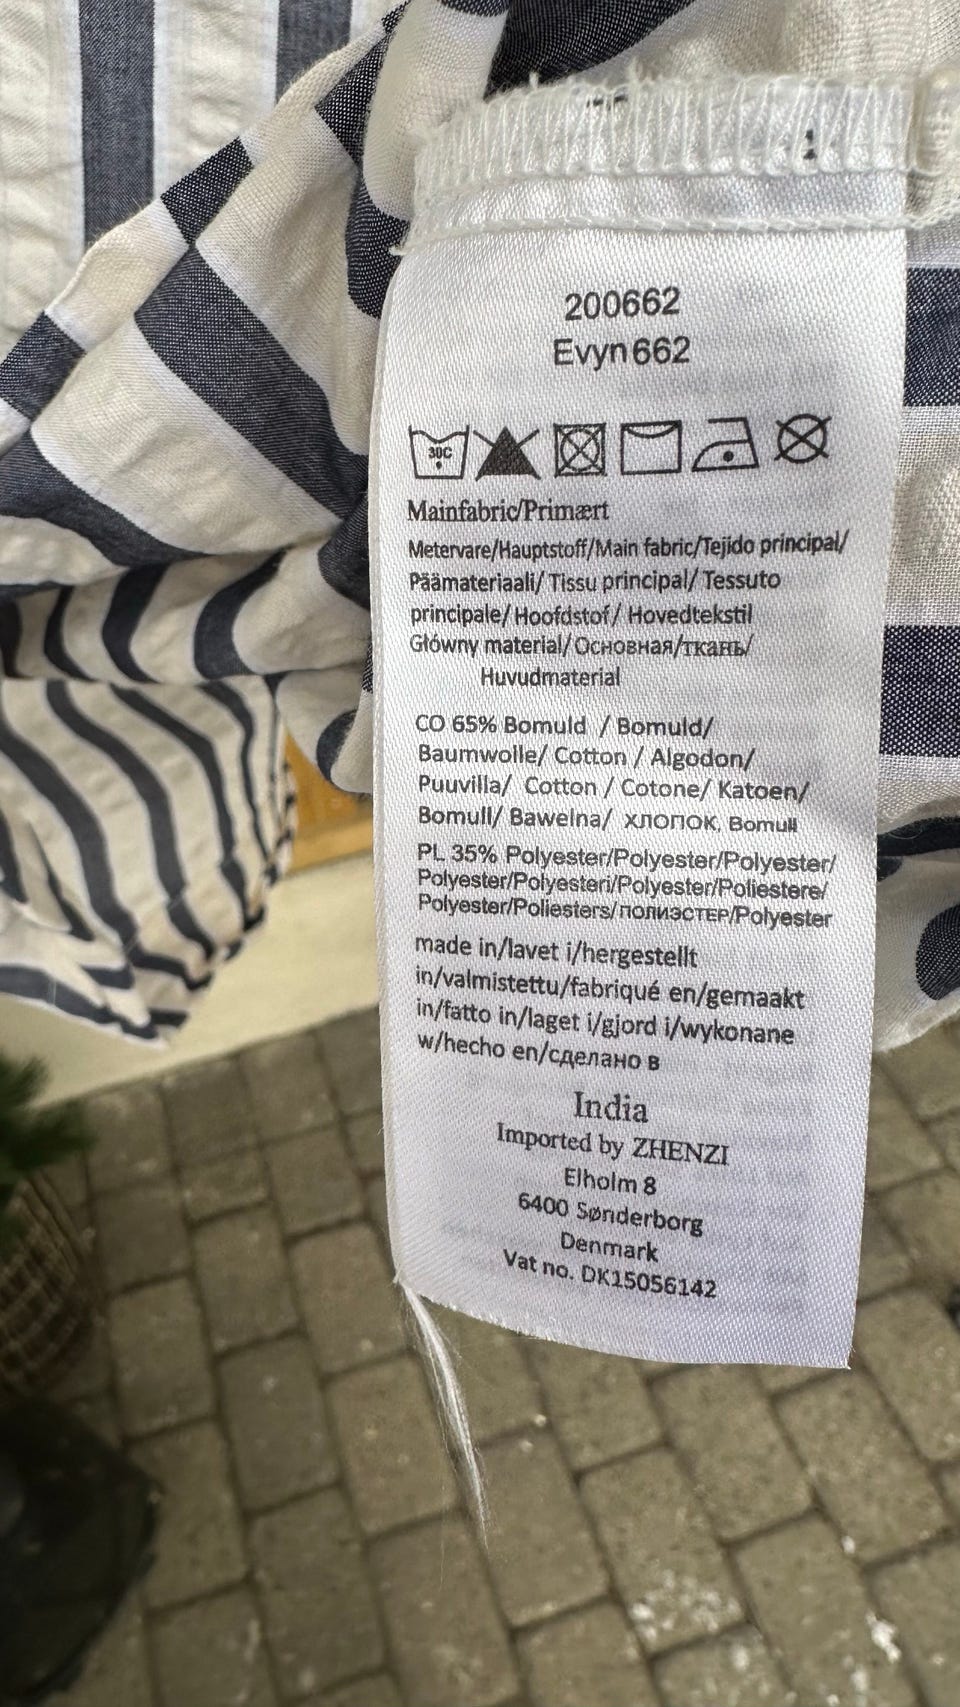 200662
Evyn662
30C
Mainfabric/Primært
Metervare/Hauptstoff/Main fabric/Tejido principal/
Päämateriaali/ Tissu principal/ Tessuto
principale/ Hoofdstof/ Hovedtekstil
Główny material/ Основная/ткань/
Huvudmaterial
CO 65% Bomuld / Bomuld/
Baumwolle/ Cotton / Algodon/
Puuvilla/ Cotton / Cotone/ Katoen/
Bomull/ Bawelna/ ХЛОПОК, Bomull
PL 35% Polyester/Polyester/Polyester/
Polyester/Polyesteri/Polyester/Poliestere/
Polyester/Poliesters/ПОЛИЭСТЕР/Polyester
made in/lavet i/hergestellt
in/valmistettu/fabriqué en/gemaakt
in/fatto in/laget i/gjord i/wykonane
w/hecho en/сделано в
India
Imported by ZHENZI
Elholm 8
6400 Sønderborg
Denmark
Vat no. DK15056142